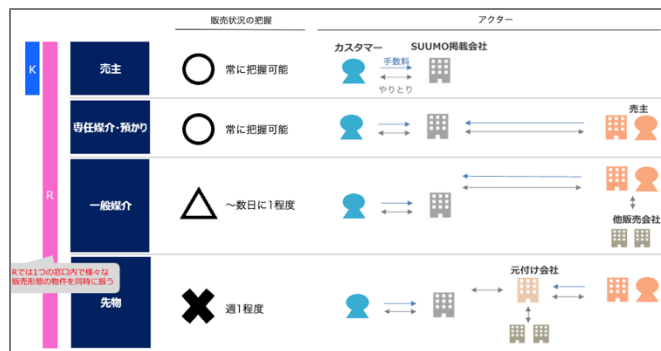 販売状況の把握
アクター
K
R
売主
常に把握可能
カスタマー
SUUMO掲載会社
手数料
やりとり
専任媒介・預かり
常に把握可能
売主
一般媒介
～数日に1程度
他販売会社
Rでは1つの窓口内で様々な
販売形態の物件を同時に扱う
先物
週1程度
元付け会社